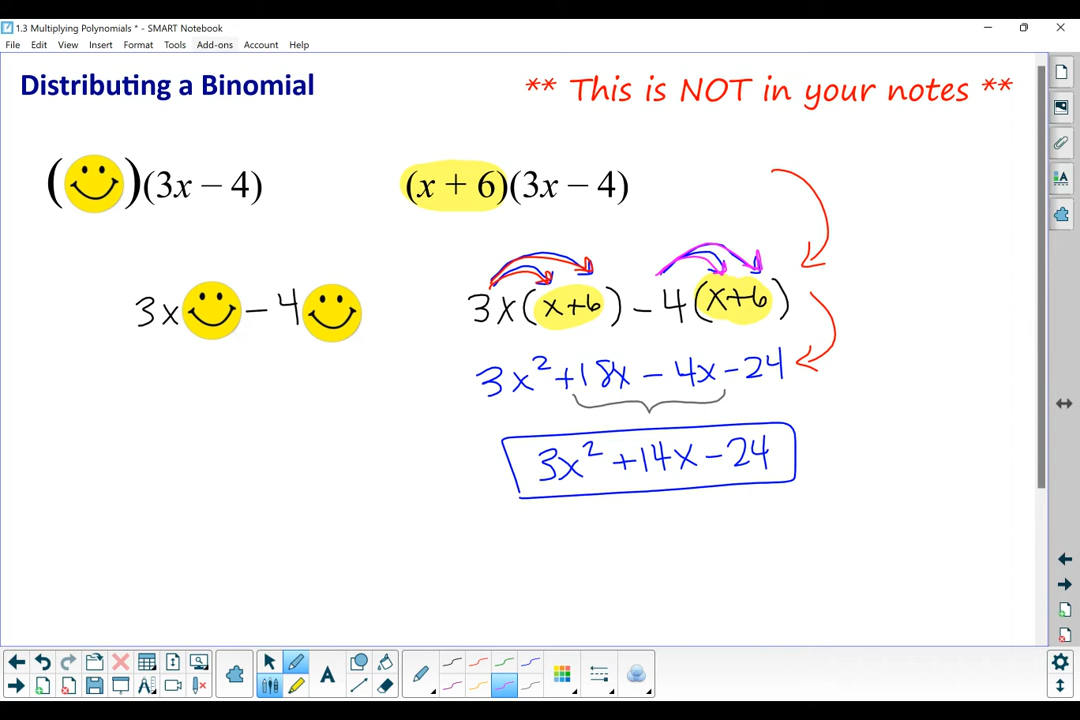 1.3 Multiplying Polynomials * - SMART Notebook
File Edit View Insert Format Tools Add-ons Account Help
Distributing a Binomial
** This is NOT in your notes **
( )(3x − 4)
(x + 6)(3x − 4)
3x − 4
3x(x+6) − 4(x+6)
3x² + 18x − 4x − 24
3x² + 14x − 24